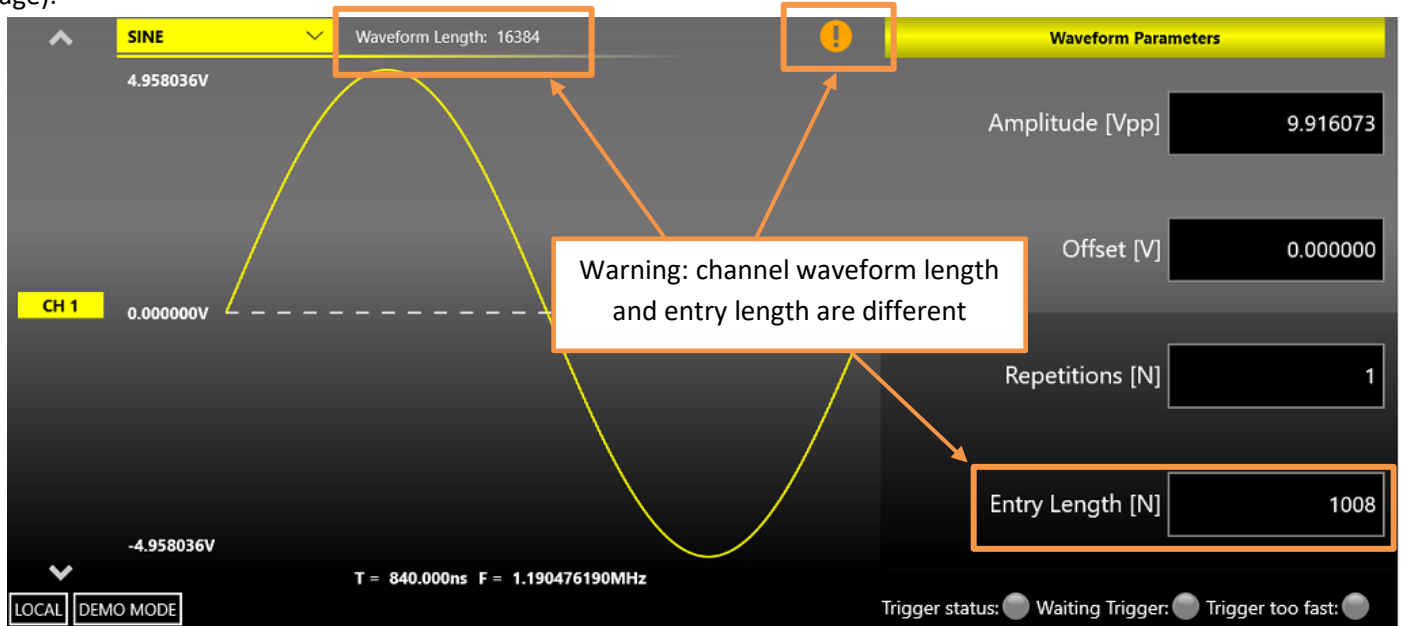 age).
SINE
Waveform Length: 16384
!
Waveform Parameters
4.958036V
Amplitude [Vpp]
9.916073
Warning: channel waveform length
and entry length are different
Offset [V]
0.000000
CH 1
0.000000V
Repetitions [N]
1
Entry Length [N]
1008
-4.958036V
T = 840.000ns F = 1.190476190MHz
LOCAL DEMO MODE
Trigger status: Waiting Trigger: Trigger too fast: